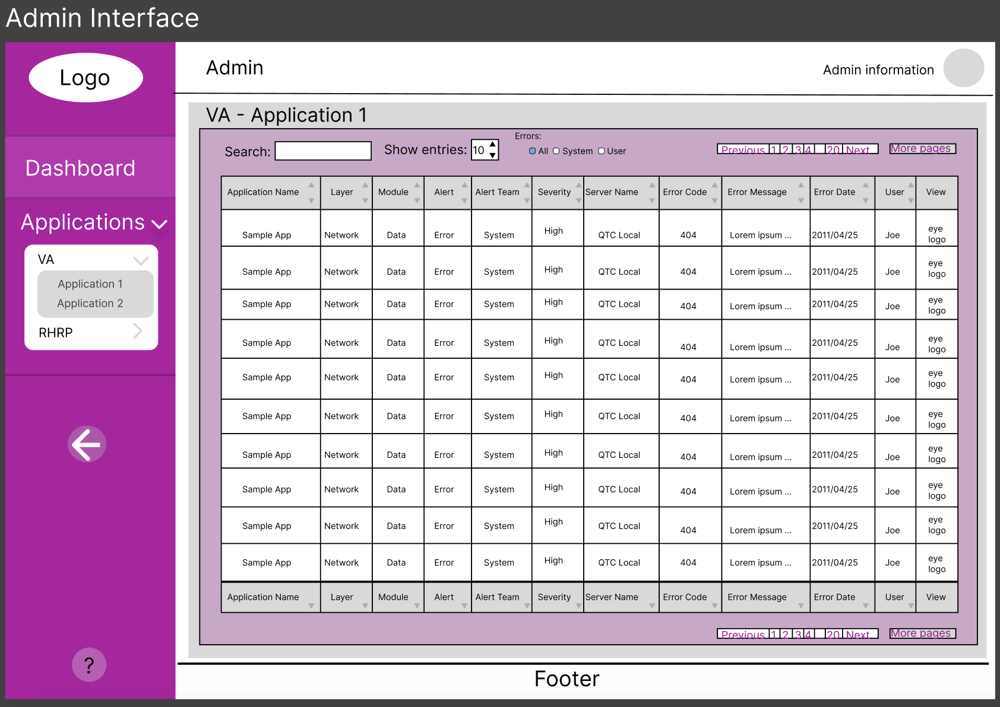 Admin Interface
Logo
Admin
Admin information
Dashboard
Applications
VA
Application 1
Application 2
RHRP
?
VA - Application 1
Search:
Show entries: 10
Errors:
All System User
Previous 1 2 3 4 ... 20 Next More pages
Application Name Layer Module Alert Alert Team Severity Server Name Error Code Error Message Error Date User View
Sample App Network Data Error System High QTC Local 404 Lorem ipsum ... 2011/04/25 Joe eye logo
Sample App Network Data Error System High QTC Local 404 Lorem ipsum ... 2011/04/25 Joe eye logo
Sample App Network Data Error System High QTC Local 404 Lorem ipsum ... 2011/04/25 Joe eye logo
Sample App Network Data Error System High QTC Local 404 Lorem ipsum ... 2011/04/25 Joe eye logo
Sample App Network Data Error System High QTC Local 404 Lorem ipsum ... 2011/04/25 Joe eye logo
Sample App Network Data Error System High QTC Local 404 Lorem ipsum ... 2011/04/25 Joe eye logo
Sample App Network Data Error System High QTC Local 404 Lorem ipsum ... 2011/04/25 Joe eye logo
Sample App Network Data Error System High QTC Local 404 Lorem ipsum ... 2011/04/25 Joe eye logo
Sample App Network Data Error System High QTC Local 404 Lorem ipsum ... 2011/04/25 Joe eye logo
Sample App Network Data Error System High QTC Local 404 Lorem ipsum ... 2011/04/25 Joe eye logo
Application Name Layer Module Alert Alert Team Severity Server Name Error Code Error Message Error Date User View
Previous 1 2 3 4 ... 20 Next More pages
Footer